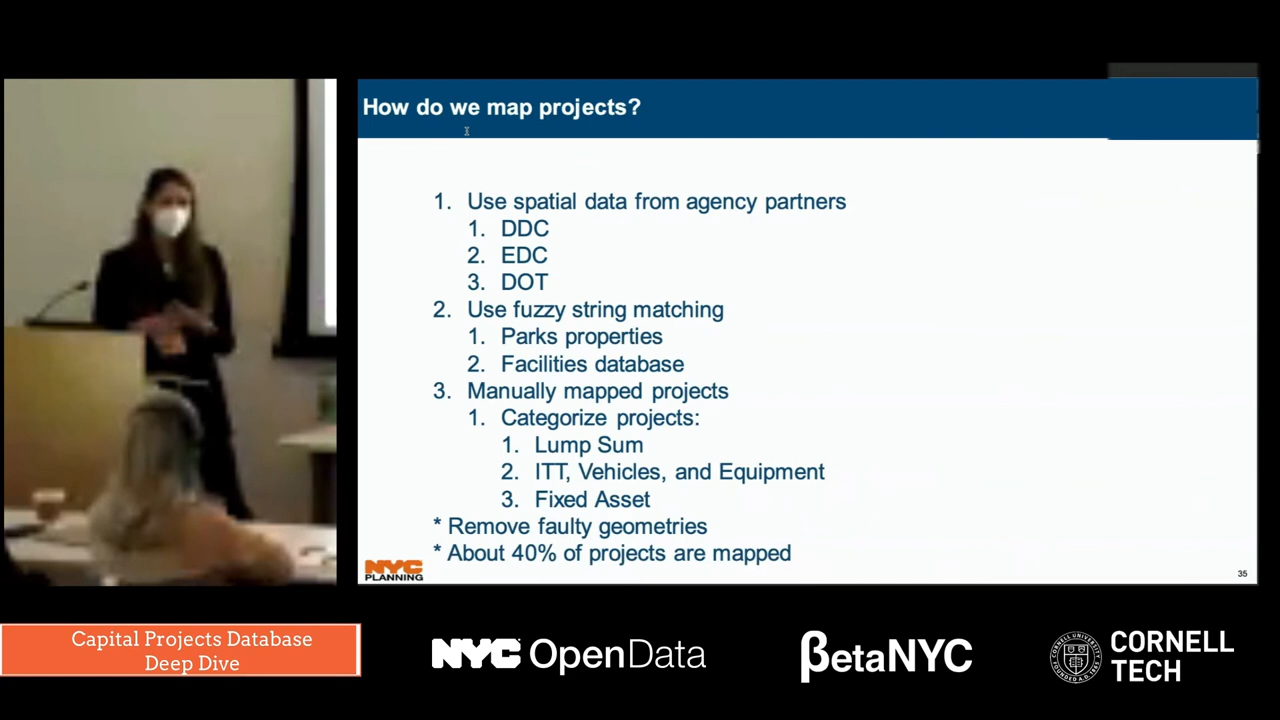 How do we map projects?
1. Use spatial data from agency partners
1. DDC
2. EDC
3. DOT
2. Use fuzzy string matching
1. Parks properties
2. Facilities database
3. Manually mapped projects
1. Categorize projects:
1. Lump Sum
2. ITT, Vehicles, and Equipment
3. Fixed Asset
* Remove faulty geometries
* About 40% of projects are mapped
NYC
PLANNING
35
Capital Projects Database
Deep Dive
NYC OpenData
βetaNYC
CORNELL
TECH